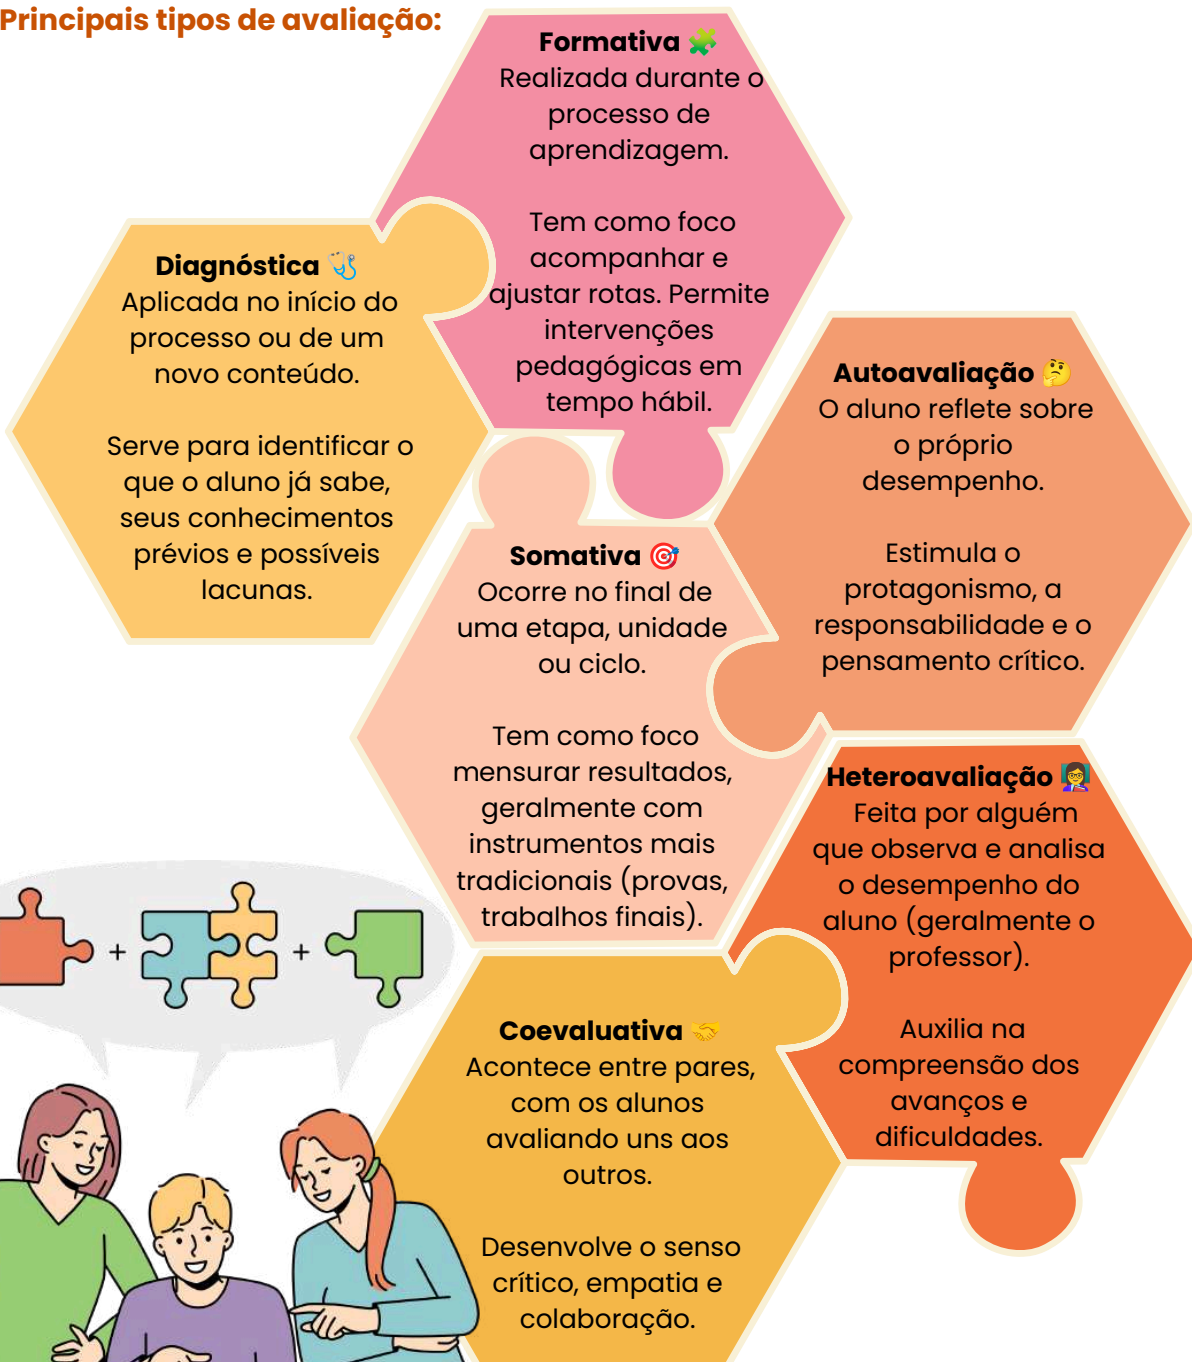 Principais tipos de avaliação:
Formativa 🧩
Realizada durante o
processo de
aprendizagem.
Tem como foco
acompanhar e
ajustar rotas. Permite
intervenções
pedagógicas em
tempo hábil.
Diagnóstica 🩺
Aplicada no início do
processo ou de um
novo conteúdo.
Serve para identificar o
que o aluno já sabe,
seus conhecimentos
prévios e possíveis
lacunas.
Autoavaliação 🤔
O aluno reflete sobre
o próprio
desempenho.
Estimula o
protagonismo, a
responsabilidade e o
pensamento crítico.
Somativa 🎯
Ocorre no final de
uma etapa, unidade
ou ciclo.
Tem como foco
mensurar resultados,
geralmente com
instrumentos mais
tradicionais (provas,
trabalhos finais).
Heteroavaliação 👩‍🏫
Feita por alguém
que observa e analisa
o desempenho do
aluno (geralmente o
professor).
Auxilia na
compreensão dos
avanços e
dificuldades.
Coevaluativa 🤝
Acontece entre pares,
com os alunos
avaliando uns aos
outros.
Desenvolve o senso
crítico, empatia e
colaboração.
+ +